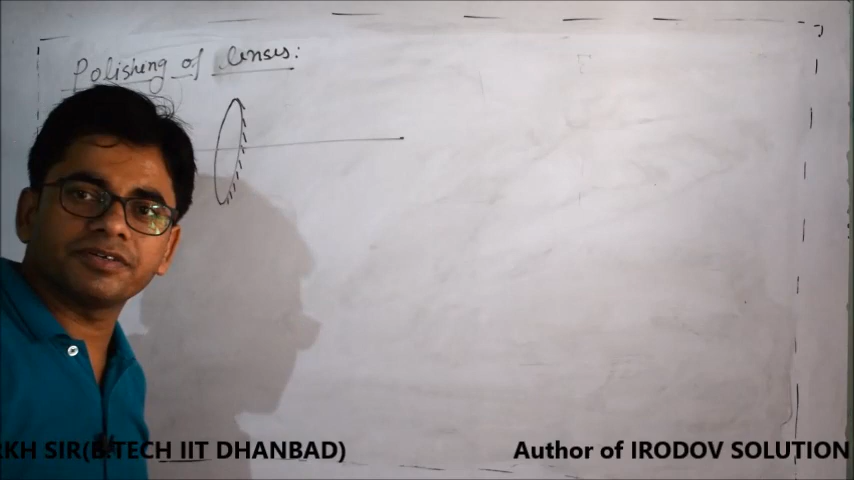 Polishing of lenses:
RKH SIR(B.TECH IIT DHANBAD)
Author of IRODOV SOLUTION